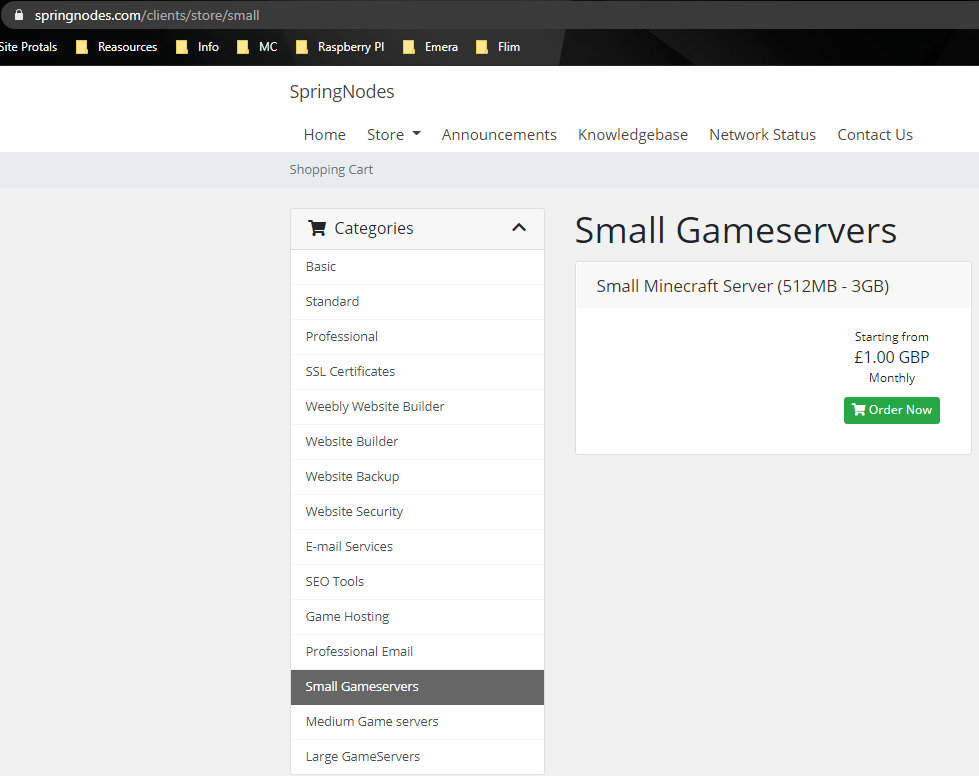 springnodes.com/clients/store/small
Site Protals Reasources Info MC Raspberry PI Emera Flim
SpringNodes
Home Store Announcements Knowledgebase Network Status Contact Us
Shopping Cart
Categories
Basic
Standard
Professional
SSL Certificates
Weebly Website Builder
Website Builder
Website Backup
Website Security
E-mail Services
SEO Tools
Game Hosting
Professional Email
Small Gameservers
Medium Game servers
Large GameServers
Small Gameservers
Small Minecraft Server (512MB - 3GB)
Starting from
£1.00 GBP
Monthly
Order Now